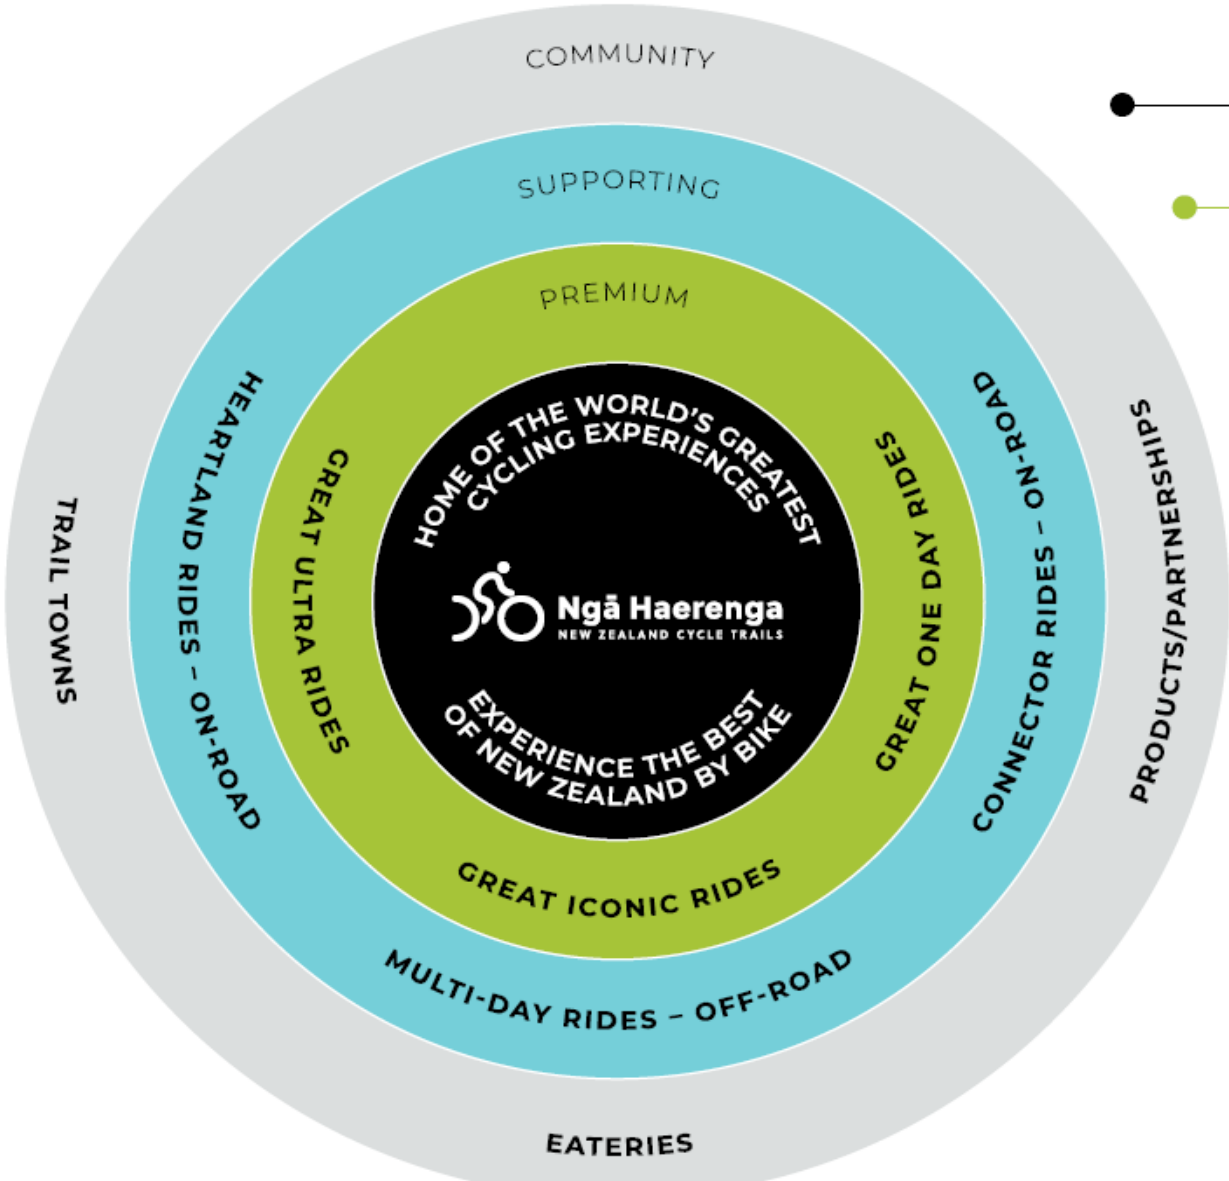 COMMUNITY
SUPPORTING
PREMIUM
HOME OF THE WORLD'S GREATEST
CYCLING EXPERIENCES
Ngā Haerenga
NEW ZEALAND CYCLE TRAILS
EXPERIENCE THE BEST
OF NEW ZEALAND BY BIKE
GREAT ULTRA RIDES
GREAT ICONIC RIDES
GREAT ONE DAY RIDES
HEARTLAND RIDES – ON-ROAD
MULTI-DAY RIDES – OFF-ROAD
CONNECTOR RIDES – ON-ROAD
TRAIL TOWNS
EATERIES
PRODUCTS/PARTNERSHIPS